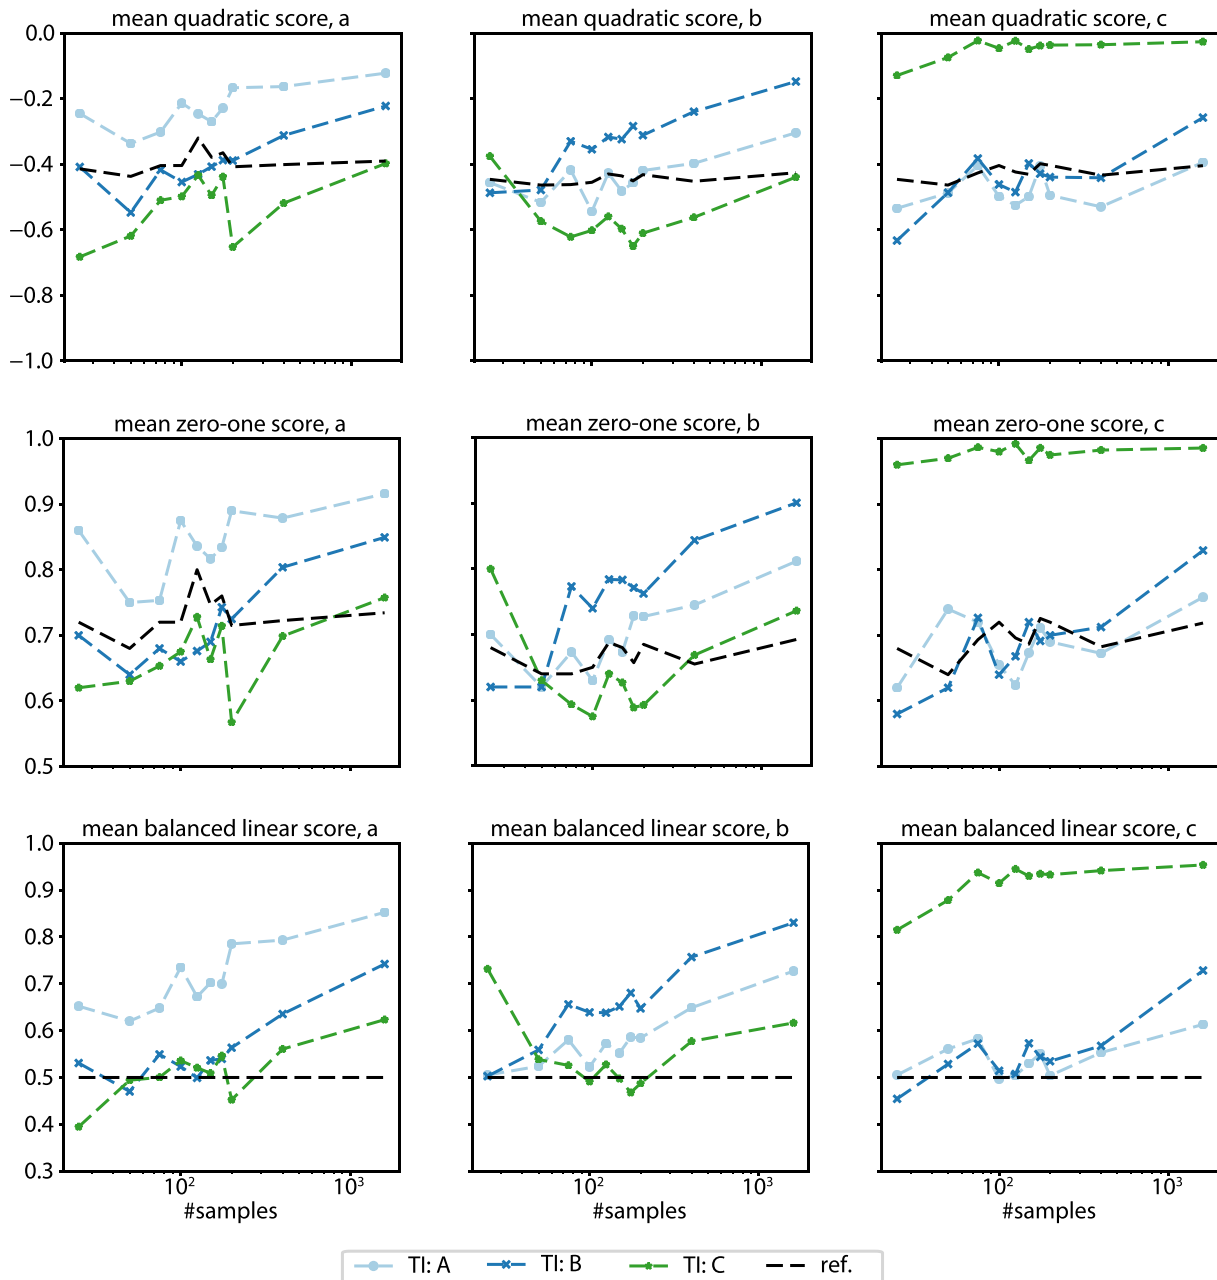 mean quadratic score, a
mean quadratic score, b
mean quadratic score, c
0.0
−0.2
−0.4
−0.6
−0.8
−1.0
mean zero-one score, a
mean zero-one score, b
mean zero-one score, c
1.0
0.9
0.8
0.7
0.6
0.5
mean balanced linear score, a
mean balanced linear score, b
mean balanced linear score, c
1.0
0.9
0.8
0.7
0.6
0.5
0.4
0.3
10² 10³
10² 10³
10² 10³
#samples
#samples
#samples
TI: A TI: B TI: C ref.